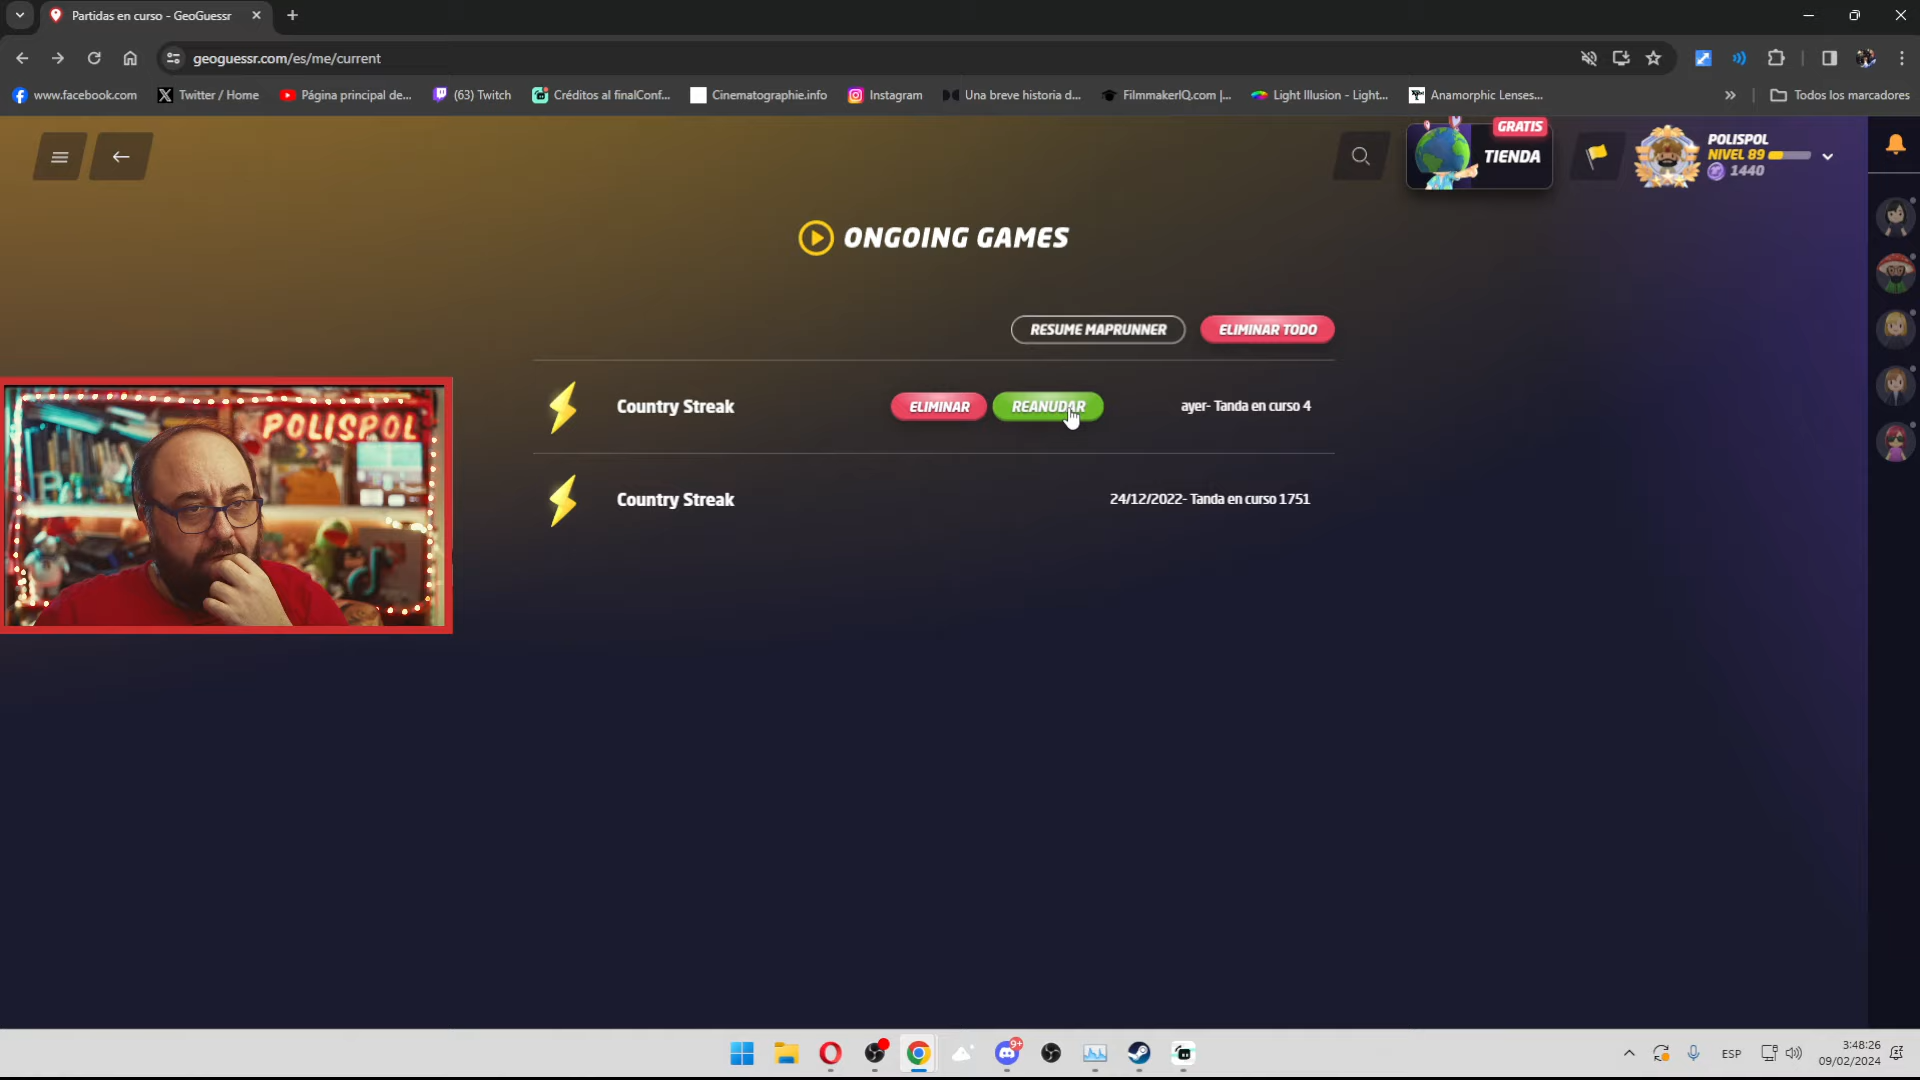 Partidas en curso - GeoGuessr
geoguessr.com/es/me/current
www.facebook.com
Twitter / Home
Página principal de...
(63) Twitch
Créditos al finalConf...
Cinematographie.info
Instagram
Una breve historia d...
FilmmakerIQ.com |...
Light Illusion - Light...
Anamorphic Lenses...
Todos los marcadores
GRATIS
TIENDA
POLISPOL
NIVEL 89
1440
ONGOING GAMES
RESUME MAPRUNNER
ELIMINAR TODO
Country Streak
ELIMINAR
REANUDAR
ayer- Tanda en curso 4
Country Streak
24/12/2022- Tanda en curso 1751
POLISPOL
9+
ESP
3:48:26
09/02/2024